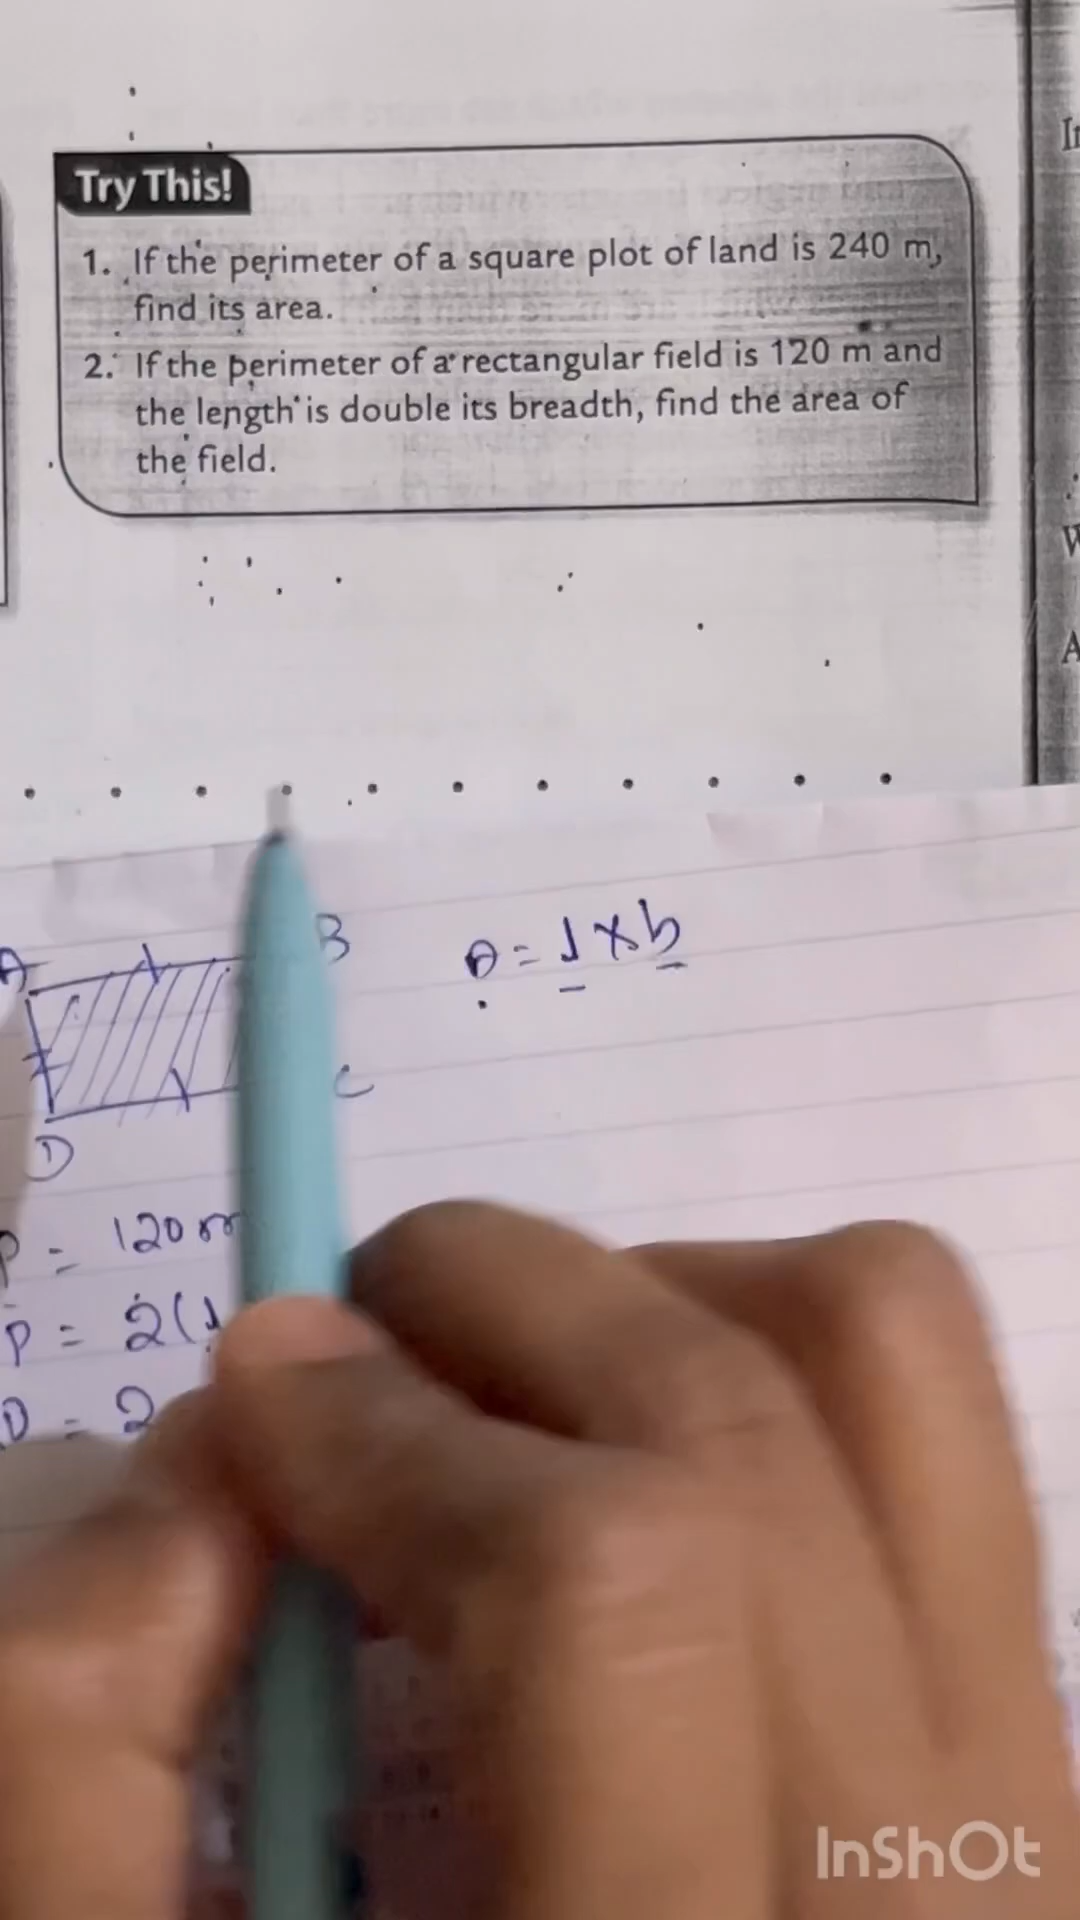 Try This!
1. If the perimeter of a square plot of land is 240 m,
find its area.
2. If the perimeter of a rectangular field is 120 m and
the length is double its breadth, find the area of
the field.
A
B
A = l × b
C
D
P = 120 m
P = 2(l
= 2
InShOt